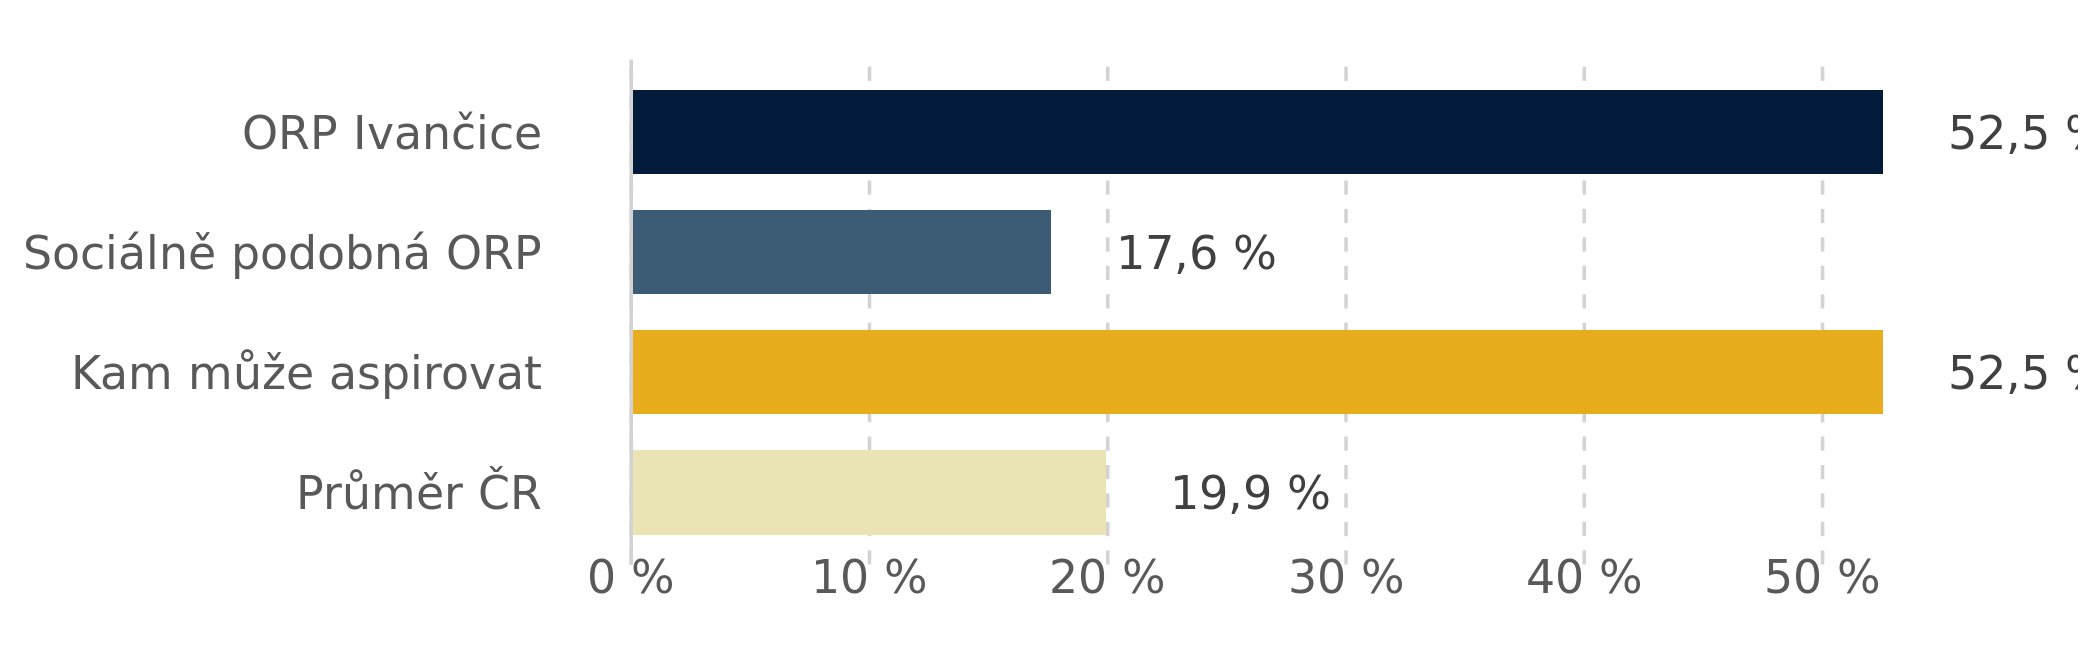 ORP Ivančice 52,5 %
Sociálně podobná ORP 17,6 %
Kam může aspirovat 52,5 %
Průměr ČR 19,9 %
0 % 10 % 20 % 30 % 40 % 50 %